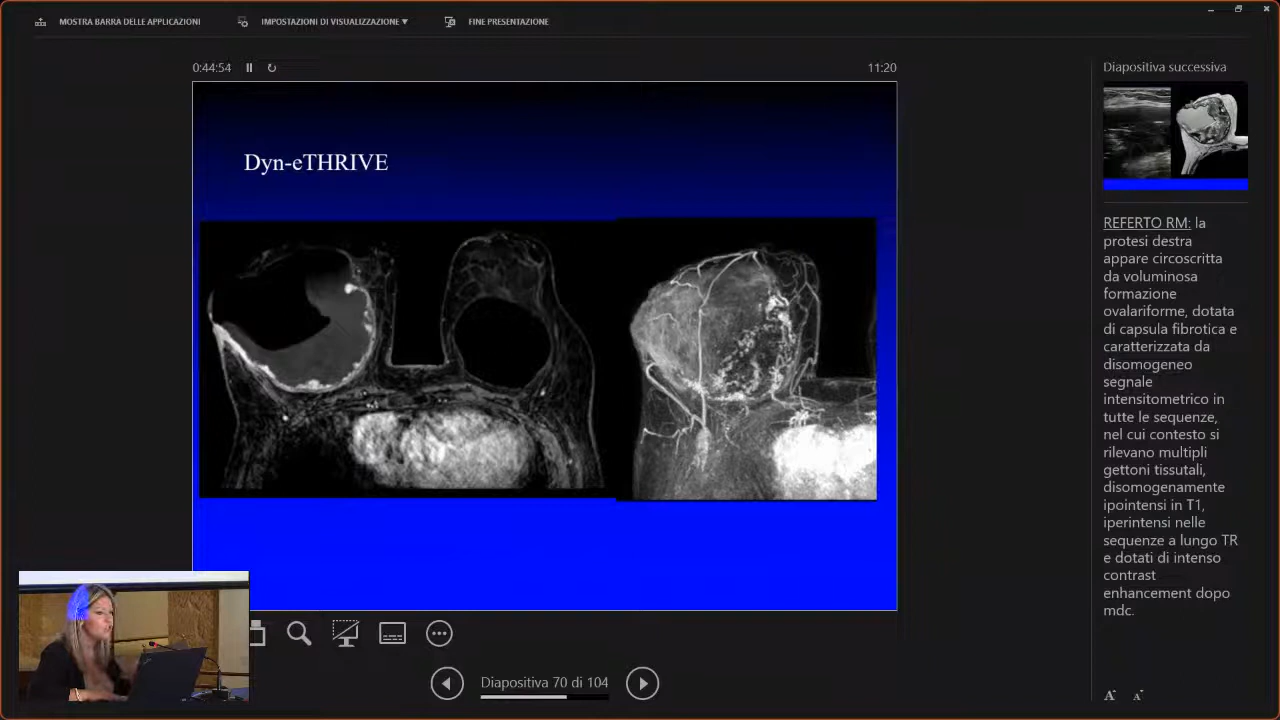 MOSTRA BARRA DELLE APPLICAZIONI
IMPOSTAZIONI DI VISUALIZZAZIONE ▼
FINE PRESENTAZIONE
0:44:54
11:20
Dyn-eTHRIVE
Diapositiva successiva
REFERTO RM: la
protesi destra
appare circoscritta
da voluminosa
formazione
ovalariforme, dotata
di capsula fibrotica e
caratterizzata da
disomogeneo
segnale
intensitometrico in
tutte le sequenze,
nel cui contesto si
rilevano multipli
gettoni tissutali,
disomogenamente
ipointensi in T1,
iperintensi nelle
sequenze a lungo TR
e dotati di intenso
contrast
enhancement dopo
mdc.
Diapositiva 70 di 104
A A